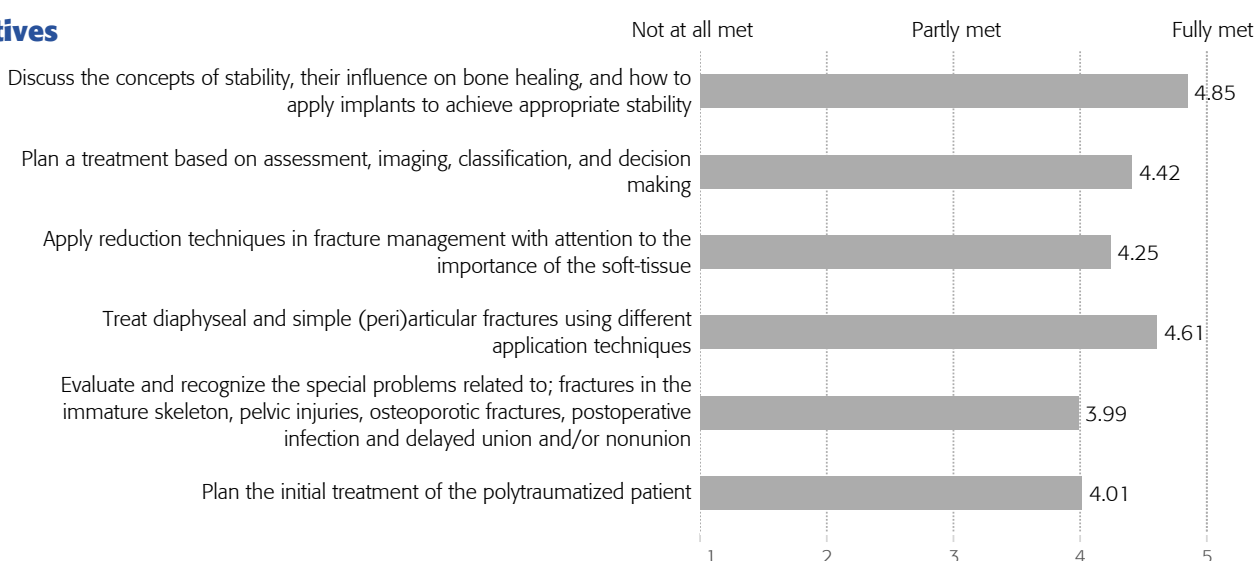 Not at all met Partly met Fully met
Discuss the concepts of stability, their influence on bone healing, and how to
apply implants to achieve appropriate stability
4.85
Plan a treatment based on assessment, imaging, classification, and decision
making
4.42
Apply reduction techniques in fracture management with attention to the
importance of the soft-tissue
4.25
Treat diaphyseal and simple (peri)articular fractures using different
application techniques
4.61
Evaluate and recognize the special problems related to; fractures in the
immature skeleton, pelvic injuries, osteoporotic fractures, postoperative
infection and delayed union and/or nonunion
3.99
Plan the initial treatment of the polytraumatized patient
4.01
1 2 3 4 5